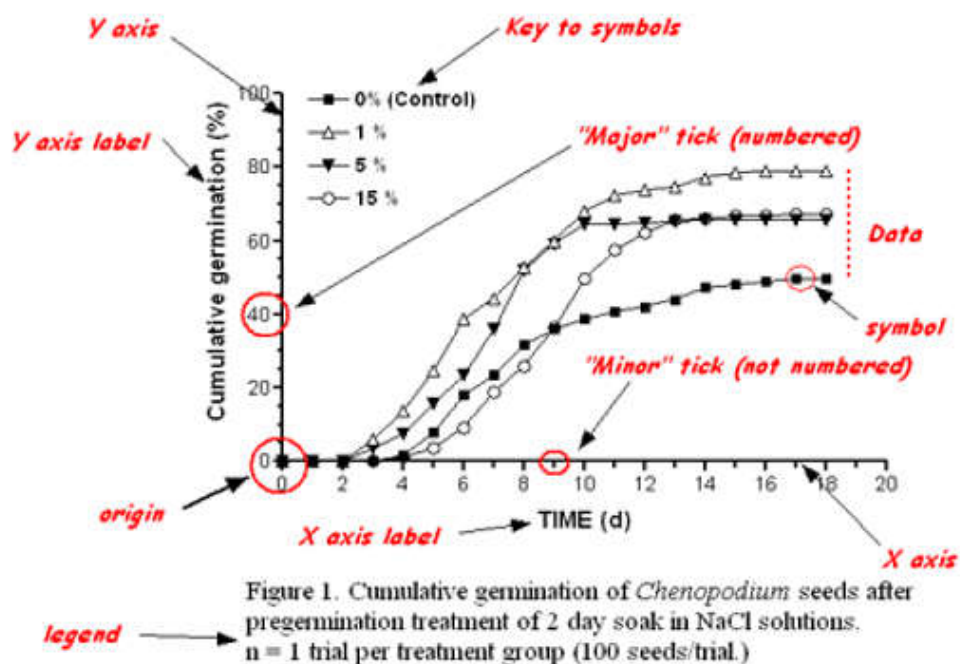 Y axis
Key to symbols
100
0% (Control)
Y axis label
1 %
"Major" tick (numbered)
5 %
80
15 %
60
Data
Cumulative germination (%)
40
symbol
"Minor" tick (not numbered)
20
0
0 2 4 6 8 10 12 14 16 18 20
origin
X axis label
TIME (d)
X axis
Figure 1. Cumulative germination of Chenopodium seeds after
pregermination treatment of 2 day soak in NaCl solutions.
legend
n = 1 trial per treatment group (100 seeds/trial.)